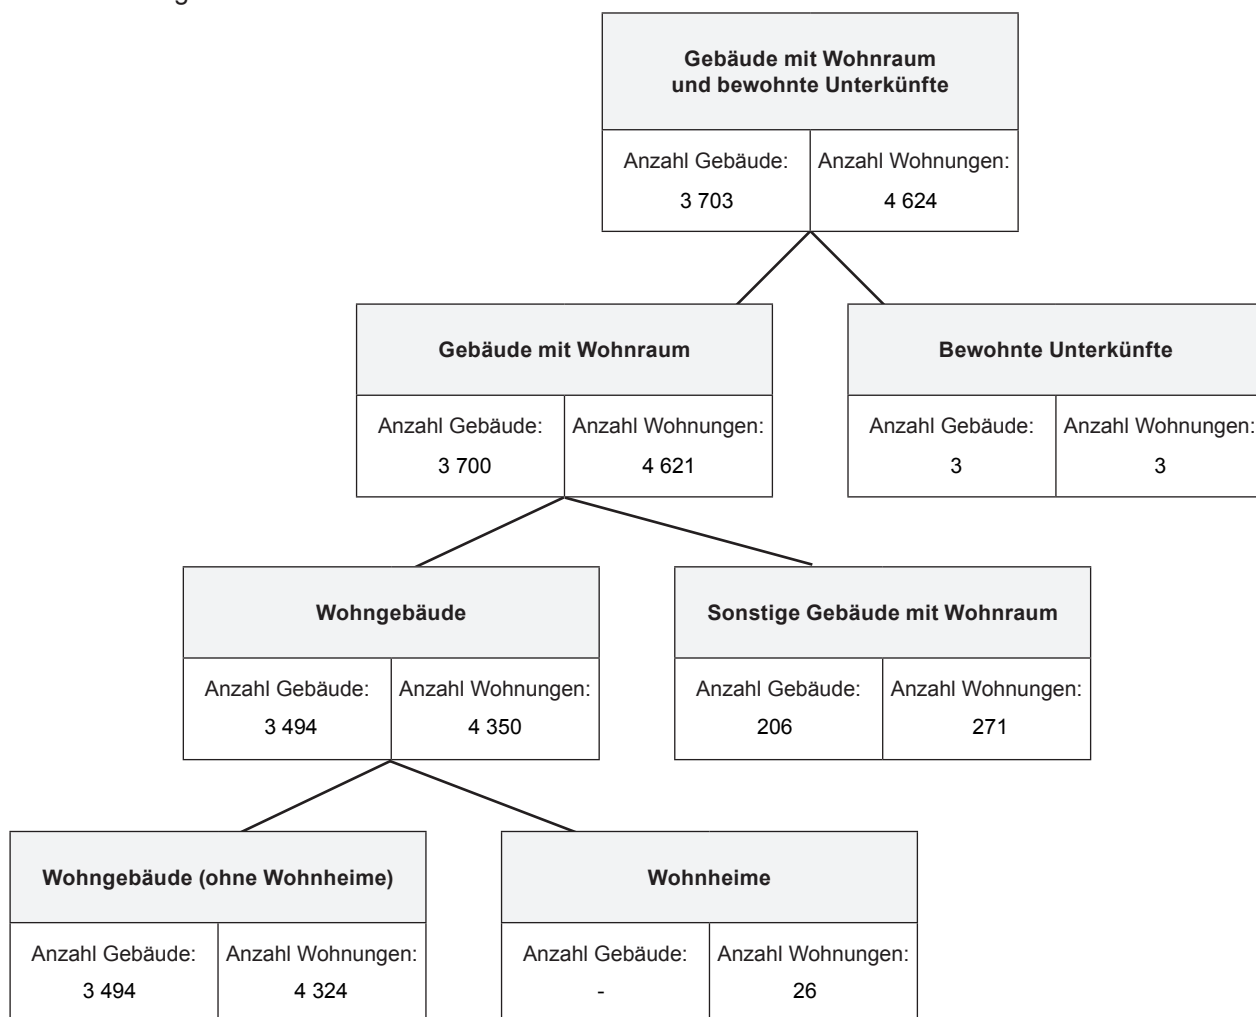 Gebäude mit Wohnraum
und bewohnte Unterkünfte
Anzahl Gebäude: Anzahl Wohnungen:
3 703 4 624
Gebäude mit Wohnraum Bewohnte Unterkünfte
Anzahl Gebäude: Anzahl Wohnungen: Anzahl Gebäude: Anzahl Wohnungen:
3 700 4 621 3 3
Wohngebäude Sonstige Gebäude mit Wohnraum
Anzahl Gebäude: Anzahl Wohnungen: Anzahl Gebäude: Anzahl Wohnungen:
3 494 4 350 206 271
Wohngebäude (ohne Wohnheime) Wohnheime
Anzahl Gebäude: Anzahl Wohnungen: Anzahl Gebäude: Anzahl Wohnungen:
3 494 4 324 - 26